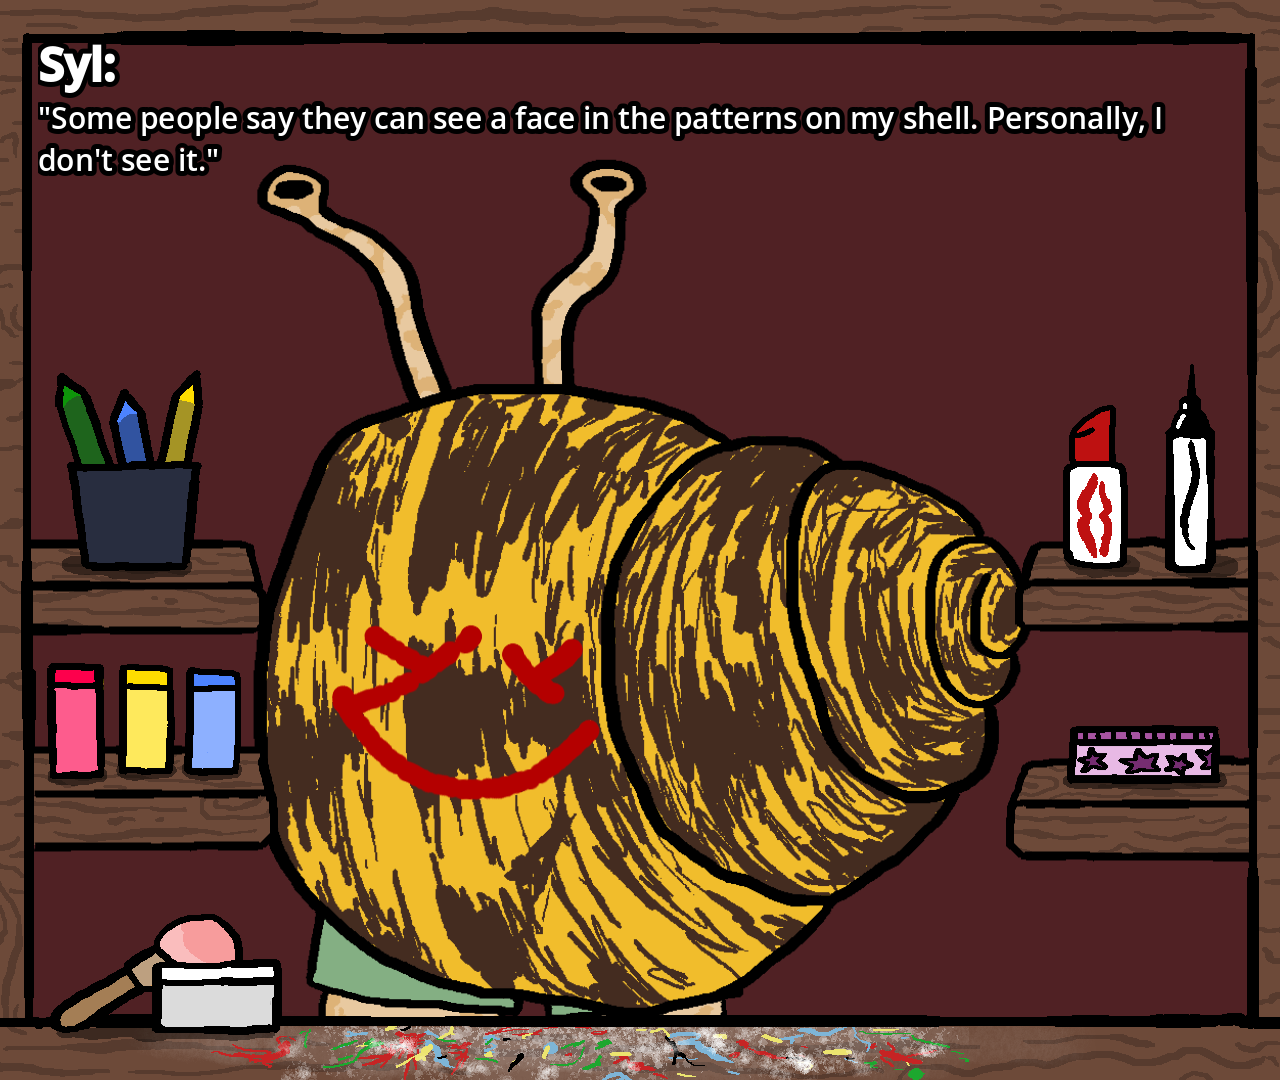 Syl:
"Some people say they can see a face in the patterns on my shell. Personally, I
don't see it."